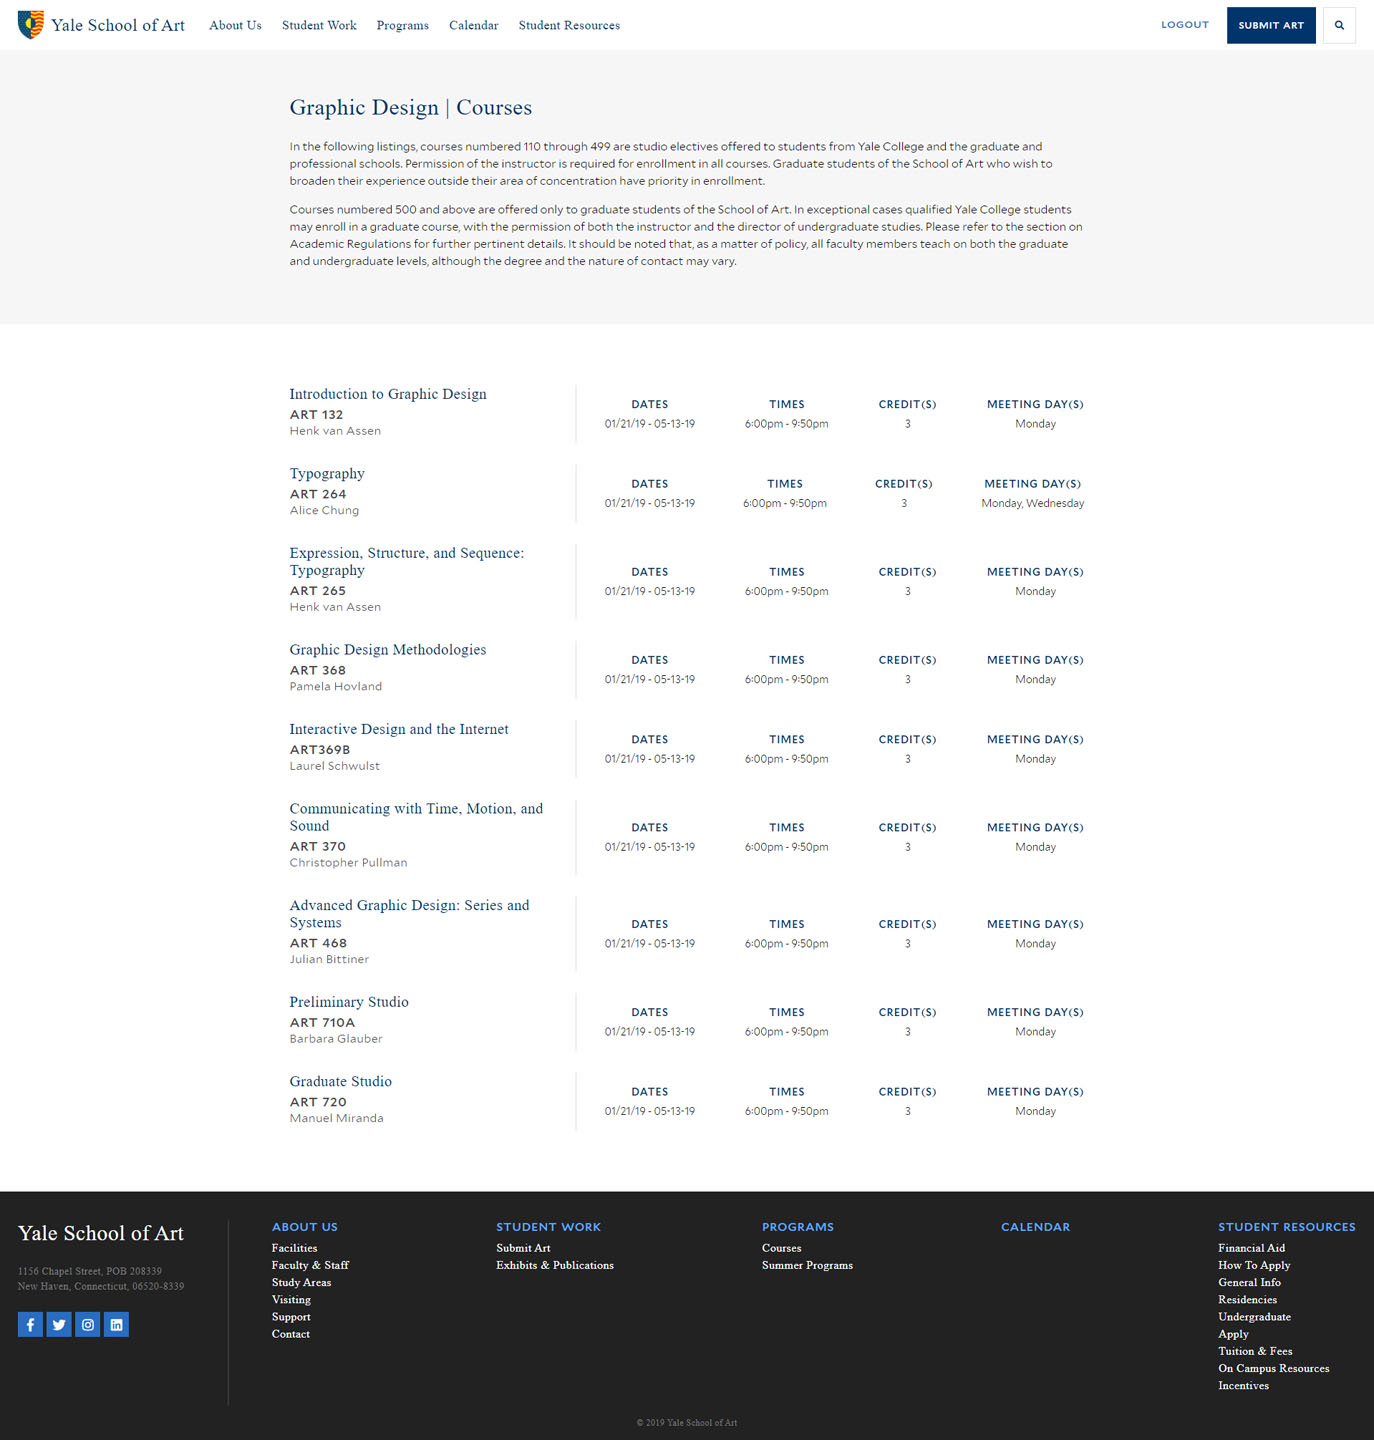 Yale School of Art
About Us
Student Work
Programs
Calendar
Student Resources
LOGOUT
SUBMIT ART
Graphic Design | Courses
In the following listings, courses numbered 110 through 499 are studio electives offered to students from Yale College and the graduate and
professional schools. Permission of the instructor is required for enrollment in all courses. Graduate students of the School of Art who wish to
broaden their experience outside their area of concentration have priority in enrollment.
Courses numbered 500 and above are offered only to graduate students of the School of Art. In exceptional cases qualified Yale College students
may enroll in a graduate course, with the permission of both the instructor and the director of undergraduate studies. Please refer to the section on
Academic Regulations for further pertinent details. It should be noted that, as a matter of policy, all faculty members teach on both the graduate
and undergraduate levels, although the degree and the nature of contact may vary.
Introduction to Graphic Design
ART 132
Henk van Assen
DATES
01/21/19 - 05-13-19
TIMES
6:00pm - 9:50pm
CREDIT(S)
3
MEETING DAY(S)
Monday
Typography
ART 264
Alice Chung
DATES
01/21/19 - 05-13-19
TIMES
6:00pm - 9:50pm
CREDIT(S)
3
MEETING DAY(S)
Monday, Wednesday
Expression, Structure, and Sequence:
Typography
ART 265
Henk van Assen
DATES
01/21/19 - 05-13-19
TIMES
6:00pm - 9:50pm
CREDIT(S)
3
MEETING DAY(S)
Monday
Graphic Design Methodologies
ART 368
Pamela Hovland
DATES
01/21/19 - 05-13-19
TIMES
6:00pm - 9:50pm
CREDIT(S)
3
MEETING DAY(S)
Monday
Interactive Design and the Internet
ART369B
Laurel Schwulst
DATES
01/21/19 - 05-13-19
TIMES
6:00pm - 9:50pm
CREDIT(S)
3
MEETING DAY(S)
Monday
Communicating with Time, Motion, and
Sound
ART 370
Christopher Pullman
DATES
01/21/19 - 05-13-19
TIMES
6:00pm - 9:50pm
CREDIT(S)
3
MEETING DAY(S)
Monday
Advanced Graphic Design: Series and
Systems
ART 468
Julian Bittiner
DATES
01/21/19 - 05-13-19
TIMES
6:00pm - 9:50pm
CREDIT(S)
3
MEETING DAY(S)
Monday
Preliminary Studio
ART 710A
Barbara Glauber
DATES
01/21/19 - 05-13-19
TIMES
6:00pm - 9:50pm
CREDIT(S)
3
MEETING DAY(S)
Monday
Graduate Studio
ART 720
Manuel Miranda
DATES
01/21/19 - 05-13-19
TIMES
6:00pm - 9:50pm
CREDIT(S)
3
MEETING DAY(S)
Monday
Yale School of Art
1156 Chapel Street, POB 208339
New Haven, Connecticut, 06520-8339
ABOUT US
Facilities
Faculty & Staff
Study Areas
Visiting
Support
Contact
STUDENT WORK
Submit Art
Exhibits & Publications
PROGRAMS
Courses
Summer Programs
CALENDAR
STUDENT RESOURCES
Financial Aid
How To Apply
General Info
Residencies
Undergraduate
Apply
Tuition & Fees
On Campus Resources
Incentives
© 2019 Yale School of Art